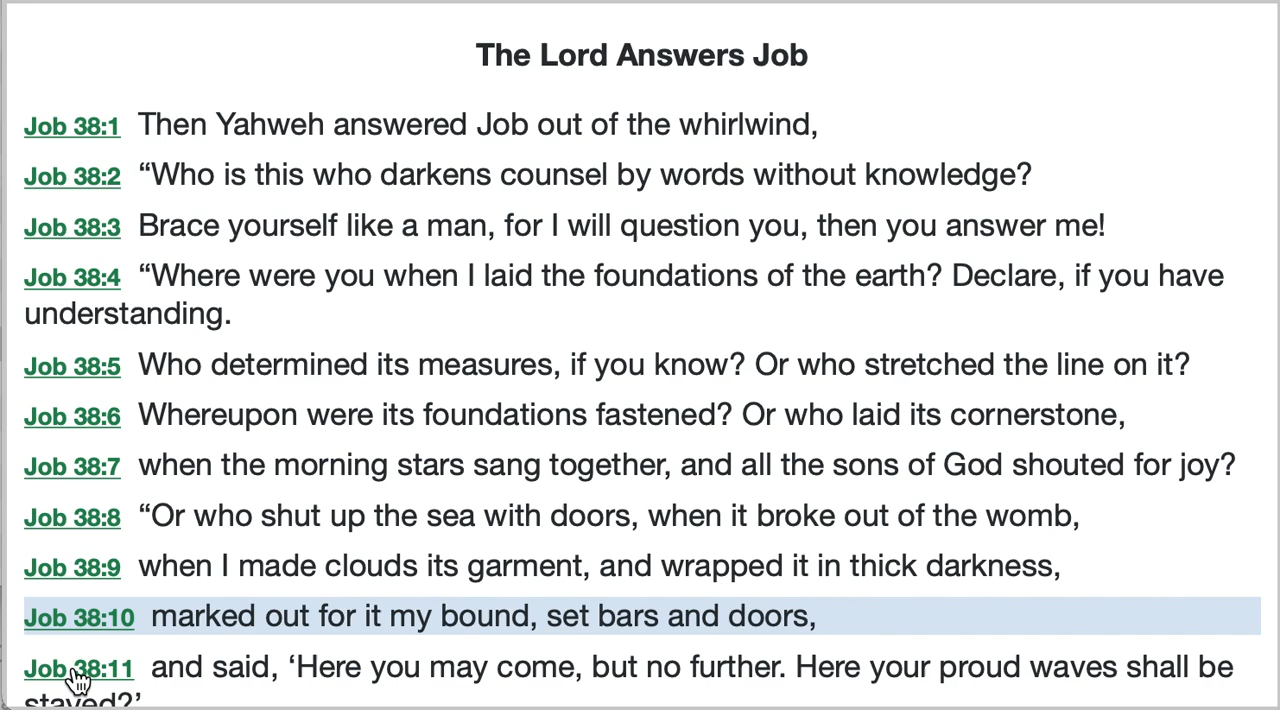 The Lord Answers Job
Job 38:1 Then Yahweh answered Job out of the whirlwind,
Job 38:2 “Who is this who darkens counsel by words without knowledge?
Job 38:3 Brace yourself like a man, for I will question you, then you answer me!
Job 38:4 “Where were you when I laid the foundations of the earth? Declare, if you have
understanding.
Job 38:5 Who determined its measures, if you know? Or who stretched the line on it?
Job 38:6 Whereupon were its foundations fastened? Or who laid its cornerstone,
Job 38:7 when the morning stars sang together, and all the sons of God shouted for joy?
Job 38:8 “Or who shut up the sea with doors, when it broke out of the womb,
Job 38:9 when I made clouds its garment, and wrapped it in thick darkness,
Job 38:10 marked out for it my bound, set bars and doors,
Job 38:11 and said, ‘Here you may come, but no further. Here your proud waves shall be
stayed?’